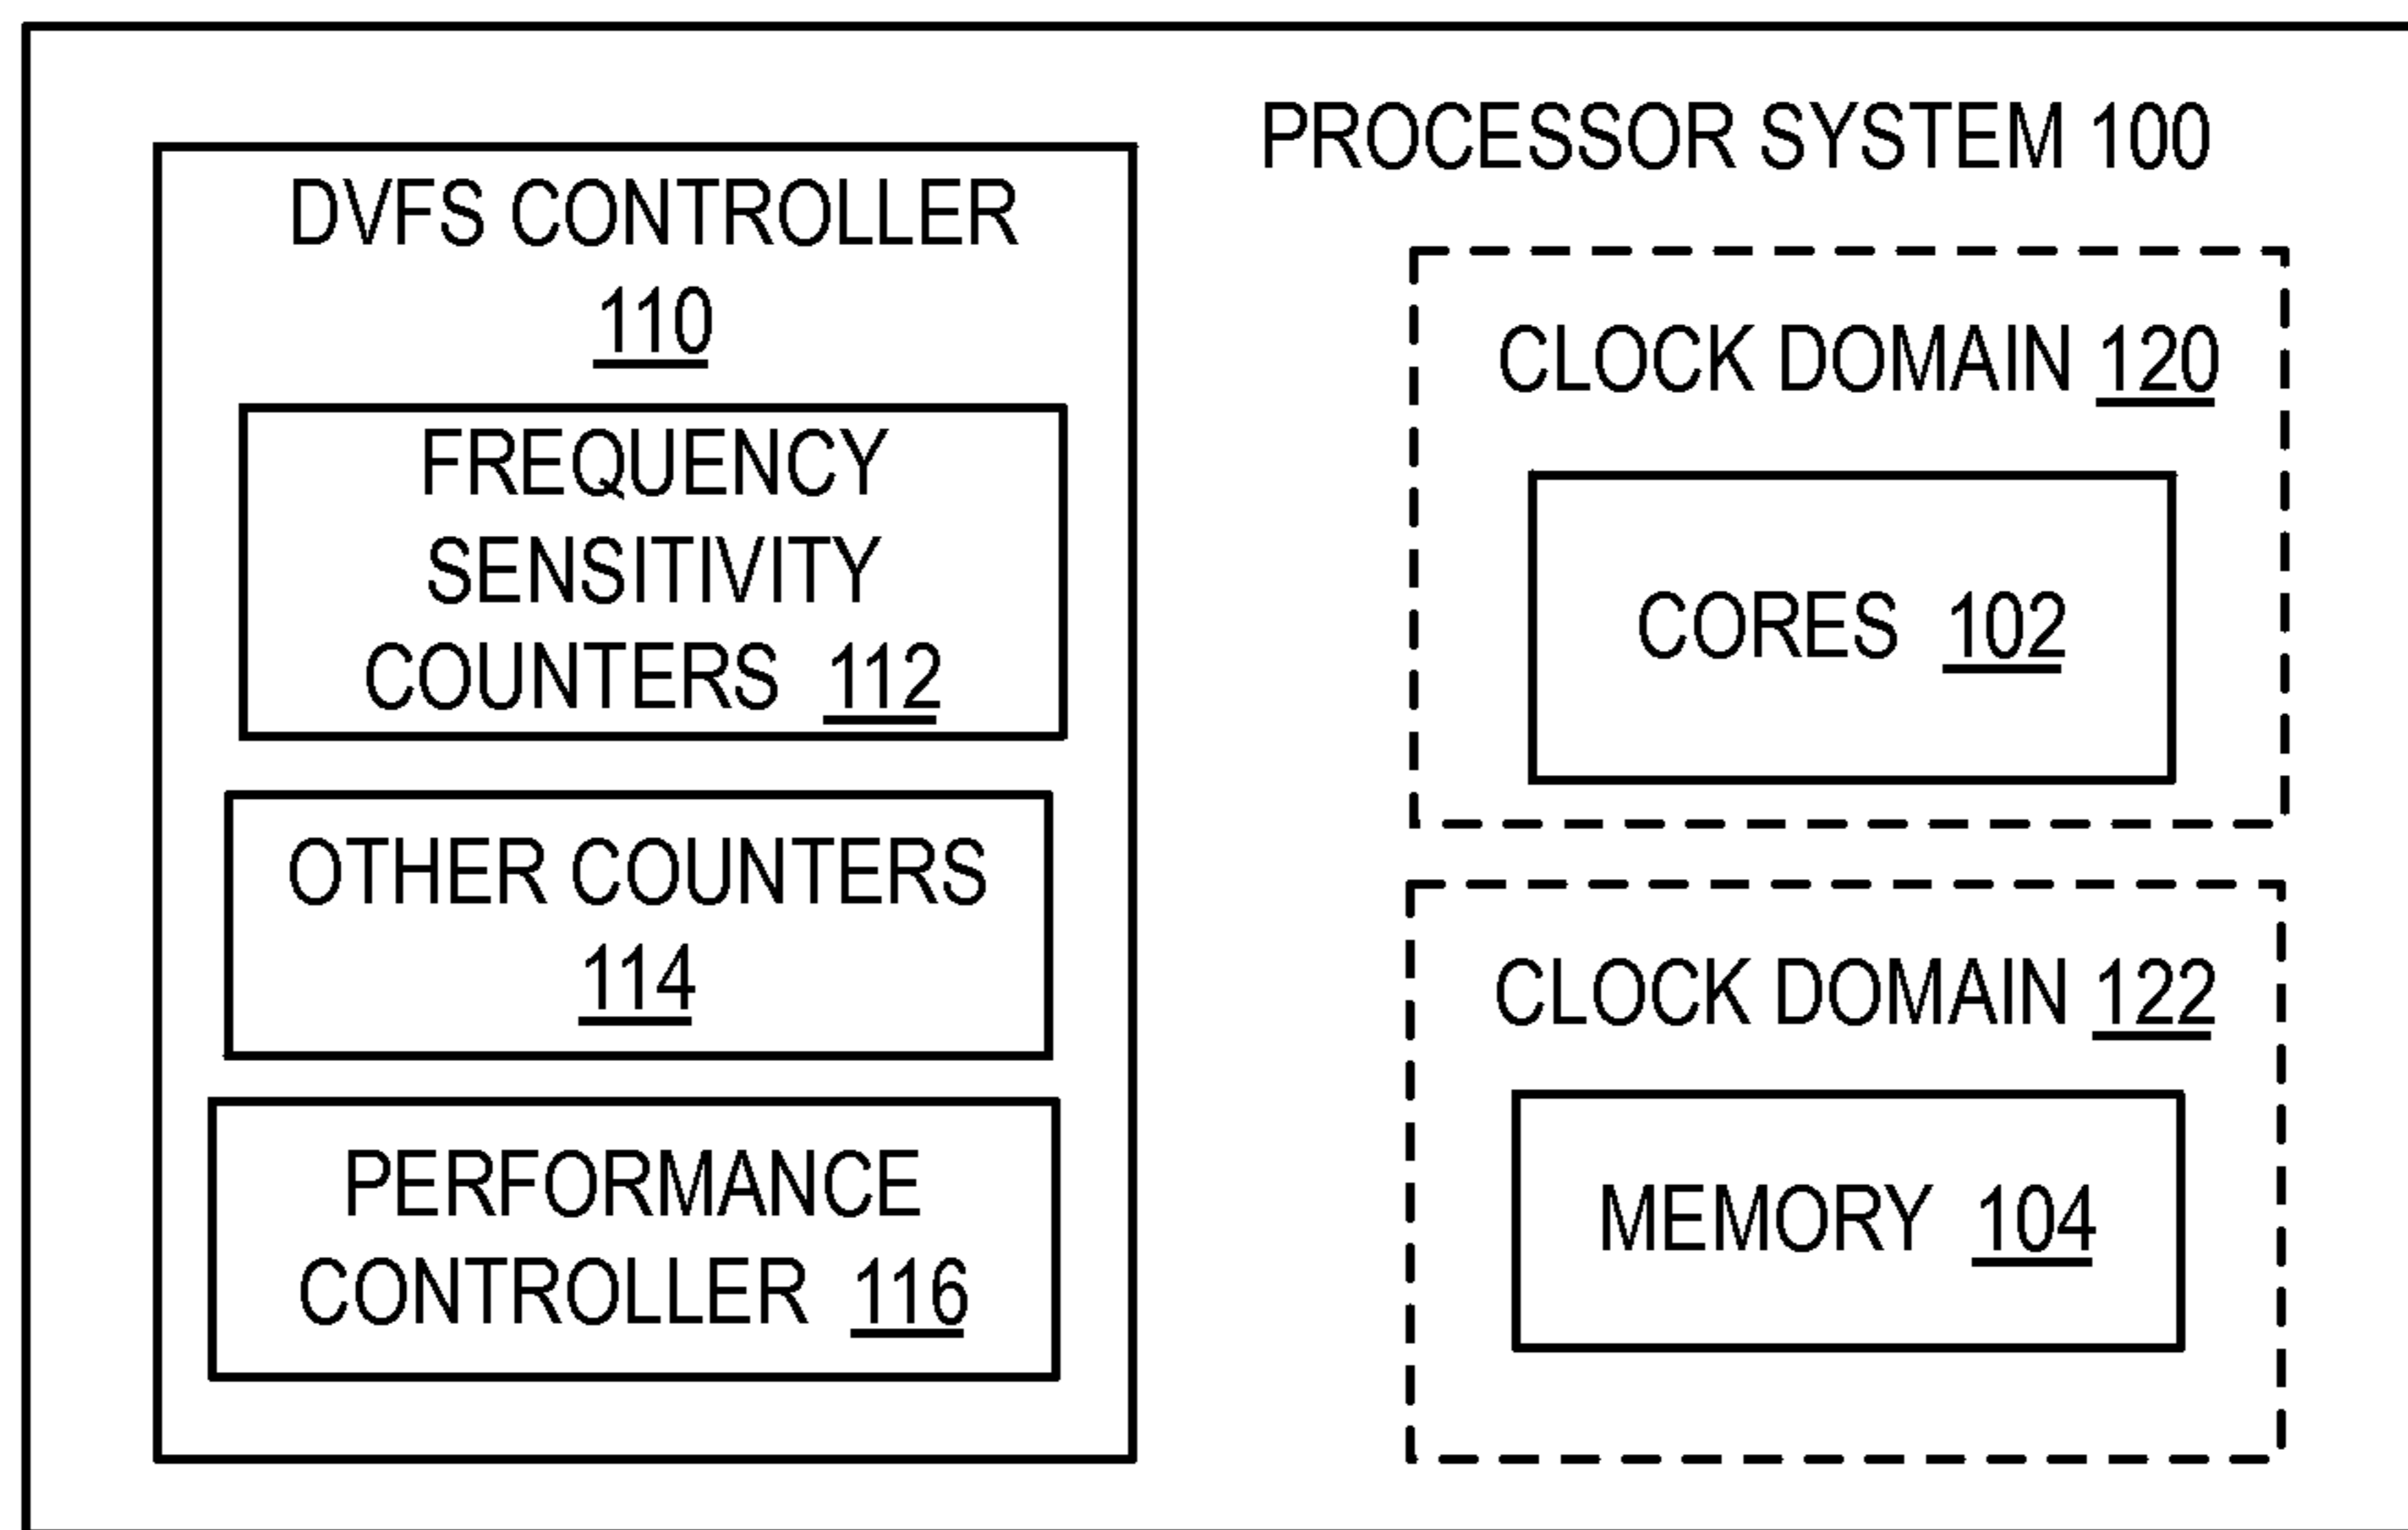 PROCESSOR SYSTEM 100
DVFS CONTROLLER
110
FREQUENCY
SENSITIVITY
COUNTERS 112
OTHER COUNTERS
114
PERFORMANCE
CONTROLLER 116
CLOCK DOMAIN 120
CORES 102
CLOCK DOMAIN 122
MEMORY 104